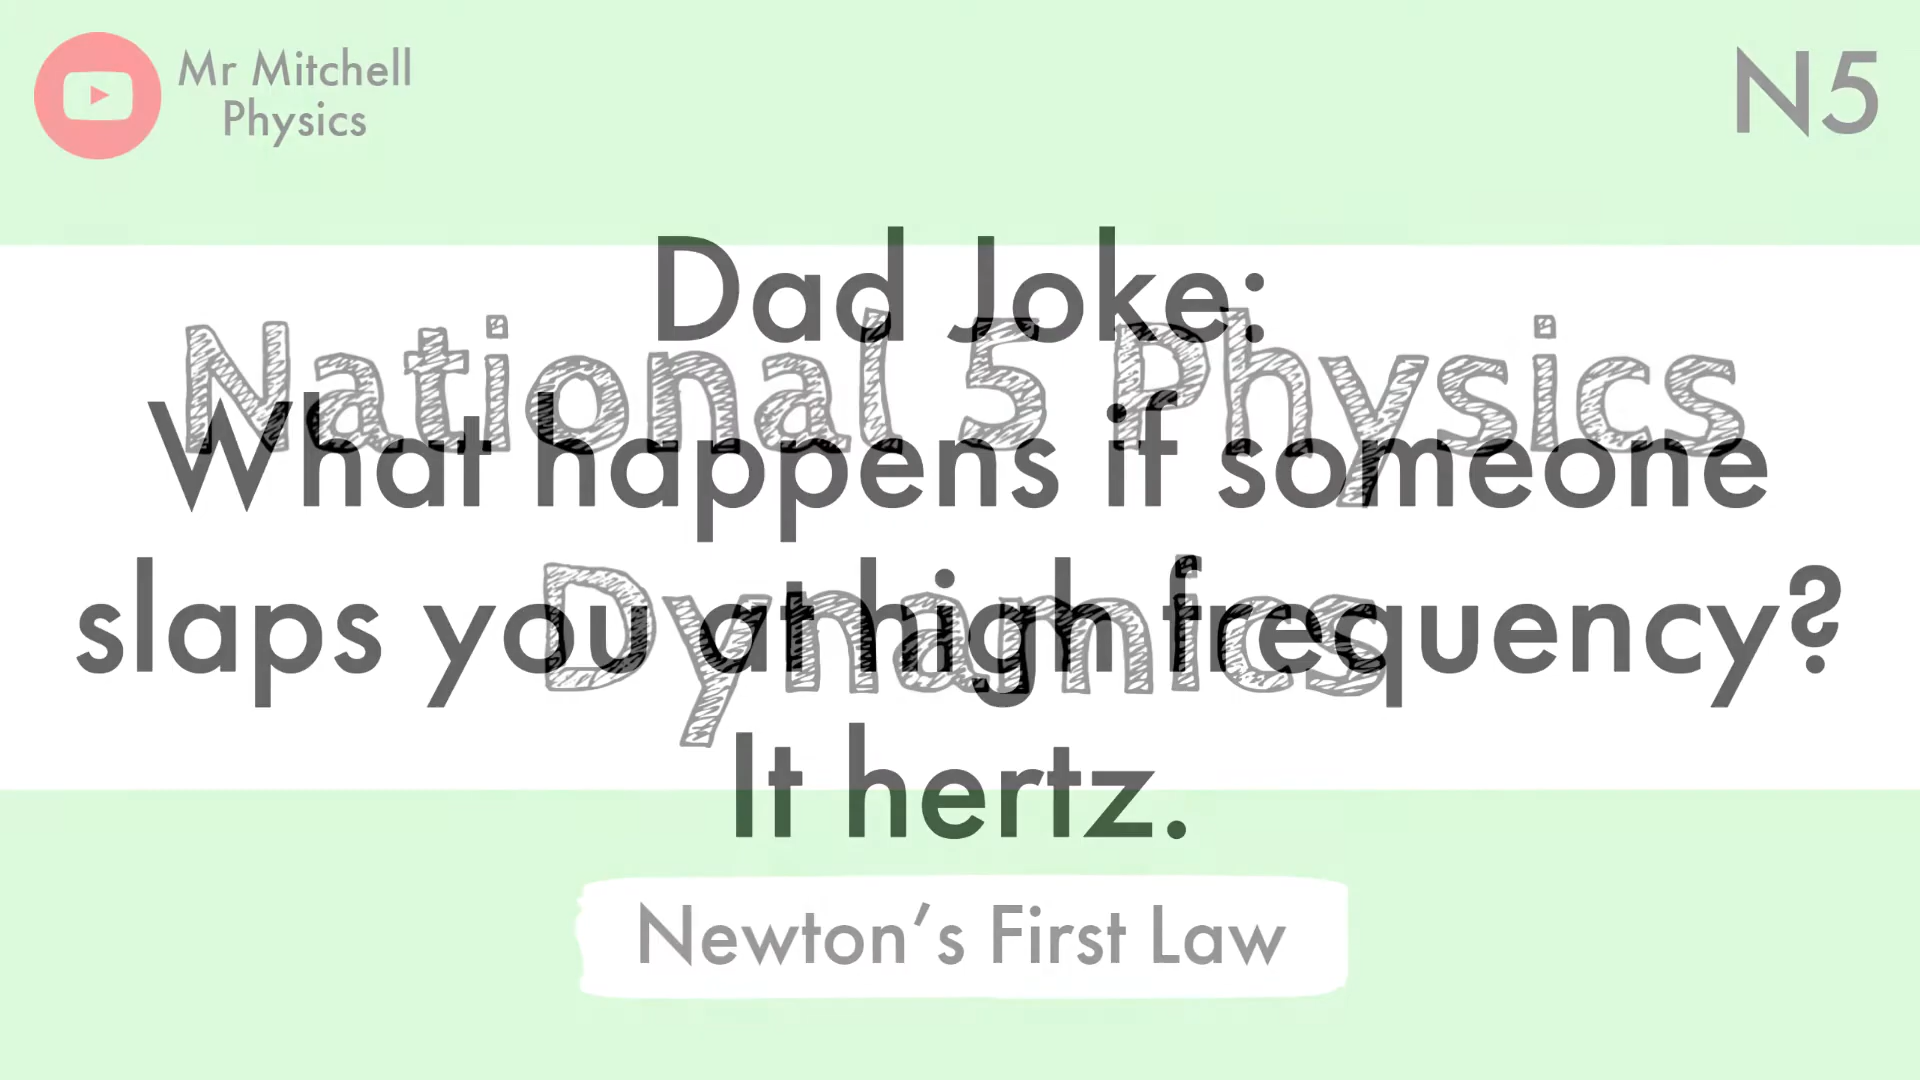 Mr Mitchell
Physics
N5
Dad Joke:
National 5 Physics
What happens if someone
slaps you at high frequency?
Dynamics
It hertz.
Newton’s First Law